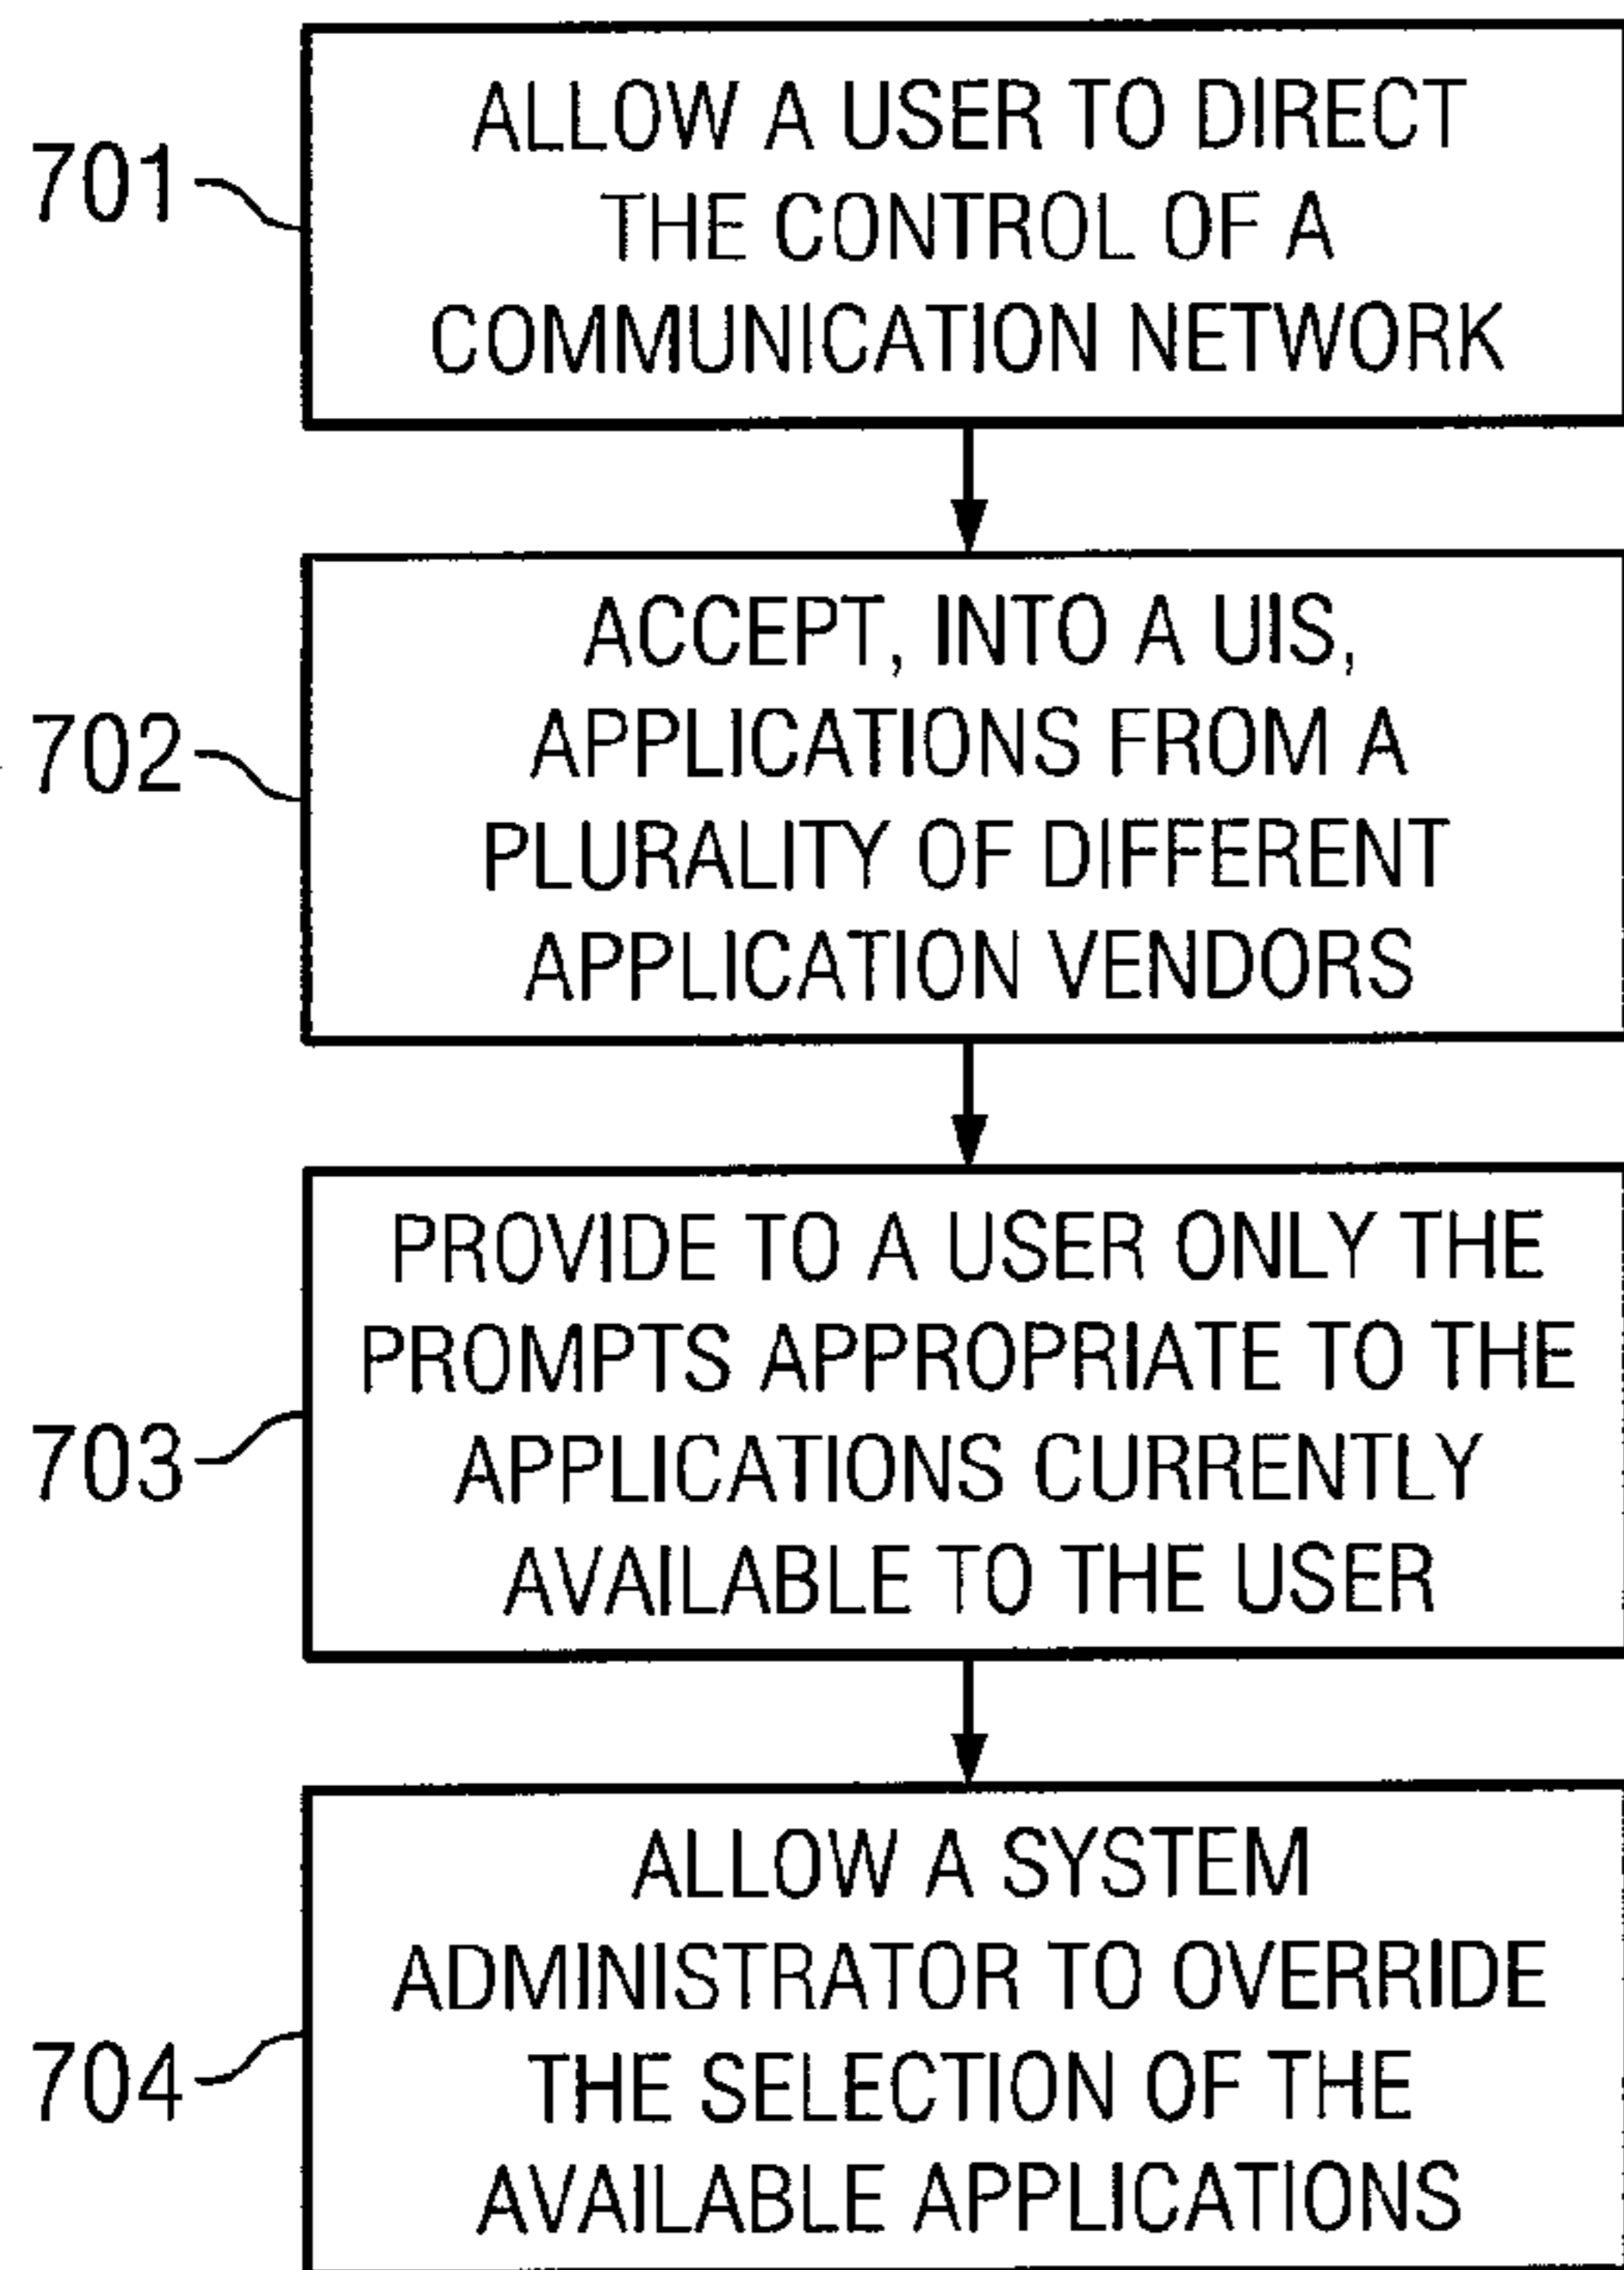 701
ALLOW A USER TO DIRECT
THE CONTROL OF A
COMMUNICATION NETWORK
702
ACCEPT, INTO A UIS,
APPLICATIONS FROM A
PLURALITY OF DIFFERENT
APPLICATION VENDORS
703
PROVIDE TO A USER ONLY THE
PROMPTS APPROPRIATE TO THE
APPLICATIONS CURRENTLY
AVAILABLE TO THE USER
704
ALLOW A SYSTEM
ADMINISTRATOR TO OVERRIDE
THE SELECTION OF THE
AVAILABLE APPLICATIONS